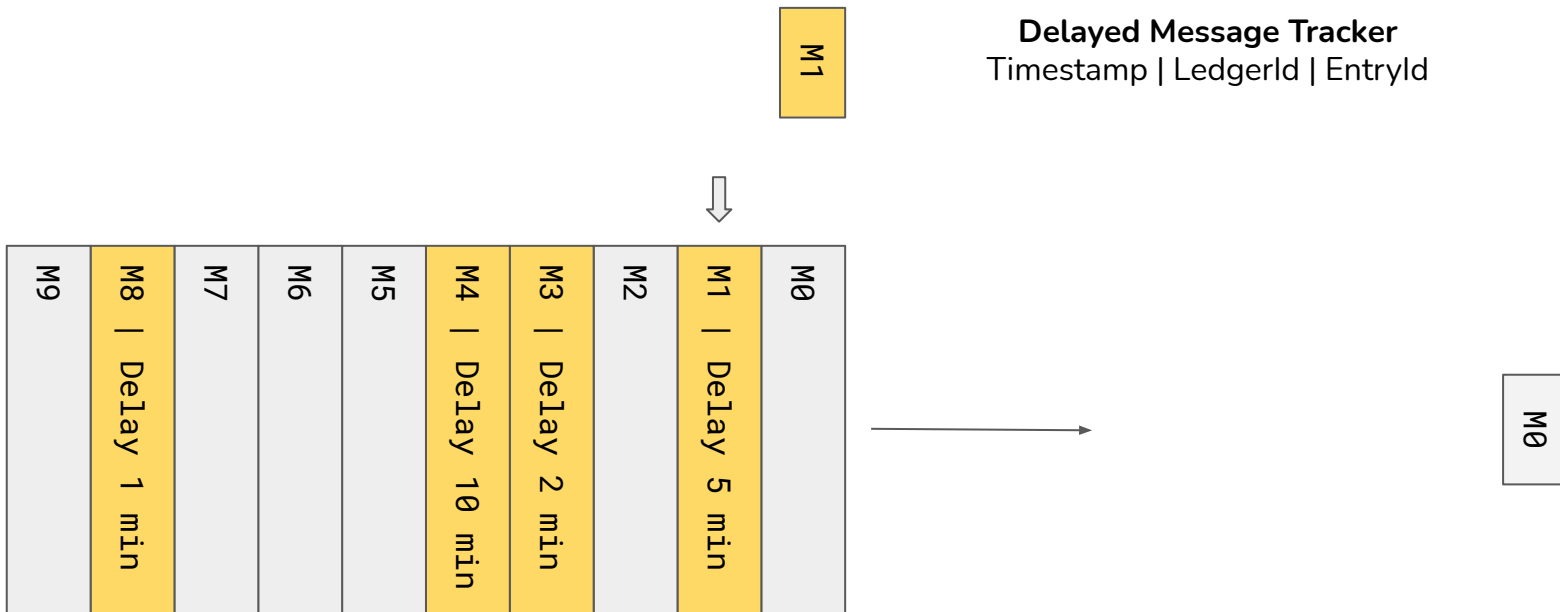 M1
Delayed Message Tracker
Timestamp | LedgerId | EntryId
M9
M8 | Delay 1 min
M7
M6
M5
M4 | Delay 10 min
M3 | Delay 2 min
M2
M1 | Delay 5 min
M0
M0